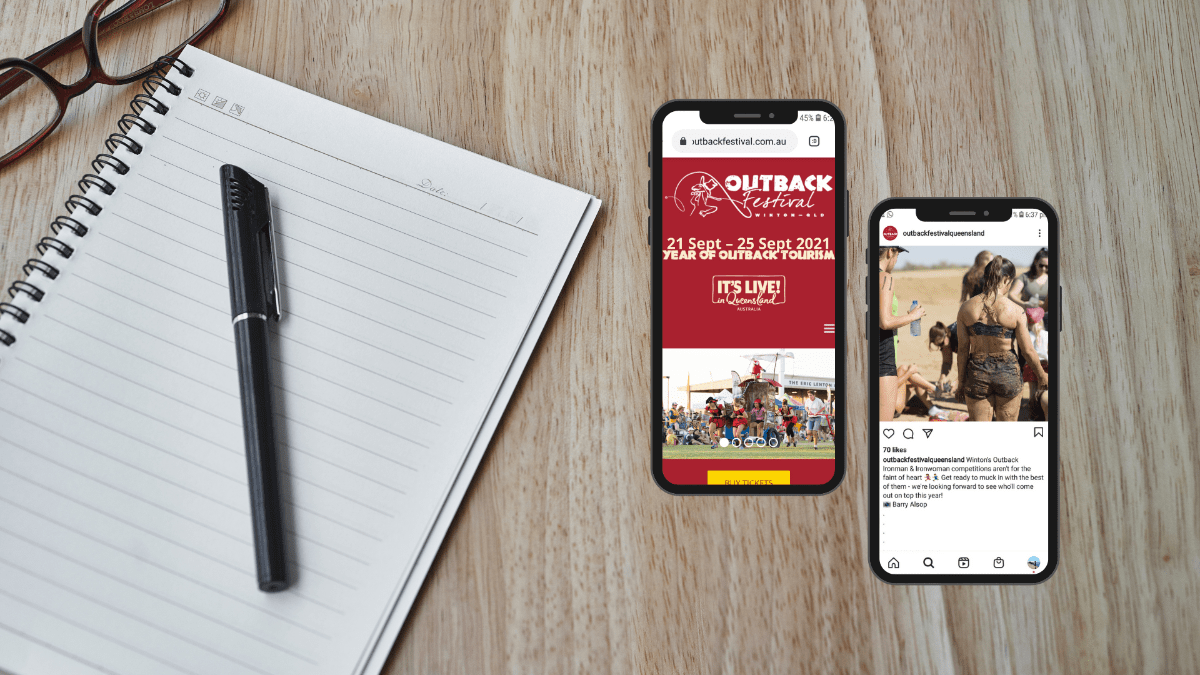 Date:
45% 6:2
outbackfestival.com.au
OUTBACK
Festival
WINTON–QLD
21 Sept – 25 Sept 2021
YEAR OF OUTBACK TOURISM
IT'S LIVE!
in Queensland
AUSTRALIA
THE ERIC LENTON
BUY TICKETS
% 6:37 p
outbackfestivalqueensland
70 likes
outbackfestivalqueensland Winton's Outback
Ironman & Ironwoman competitions aren't for the
faint of heart 🏃🏃‍♀️ Get ready to muck in with the best
of them - we're looking forward to see who'll come
out on top this year!
📷 Barry Alsop
.
.
.
.